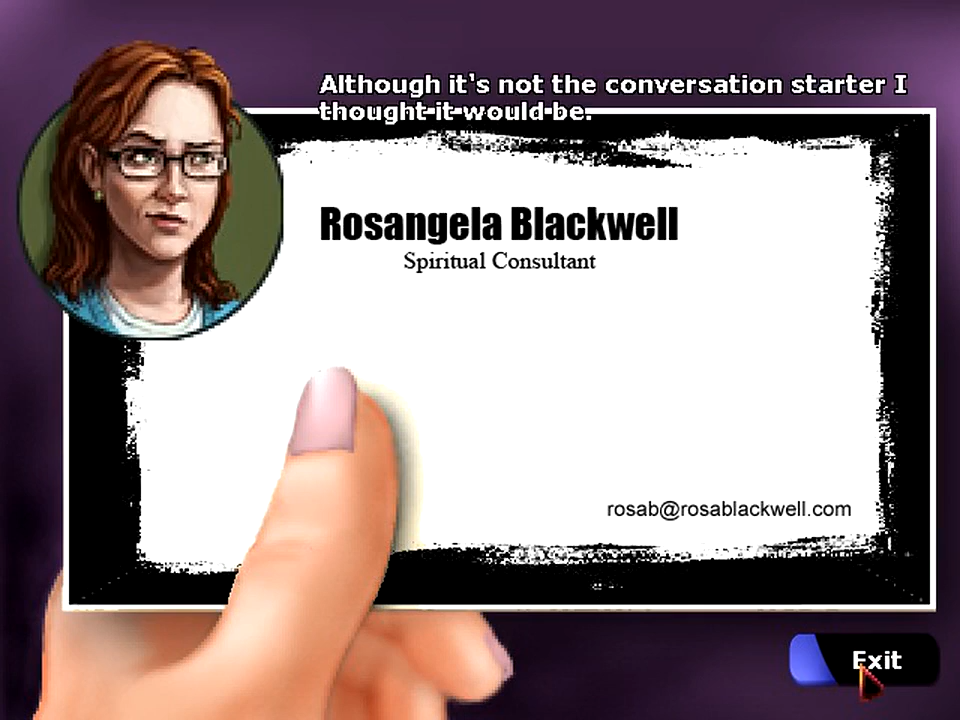 Although it's not the conversation starter I
thought it would be.
Rosangela Blackwell
Spiritual Consultant
rosab@rosablackwell.com
Exit